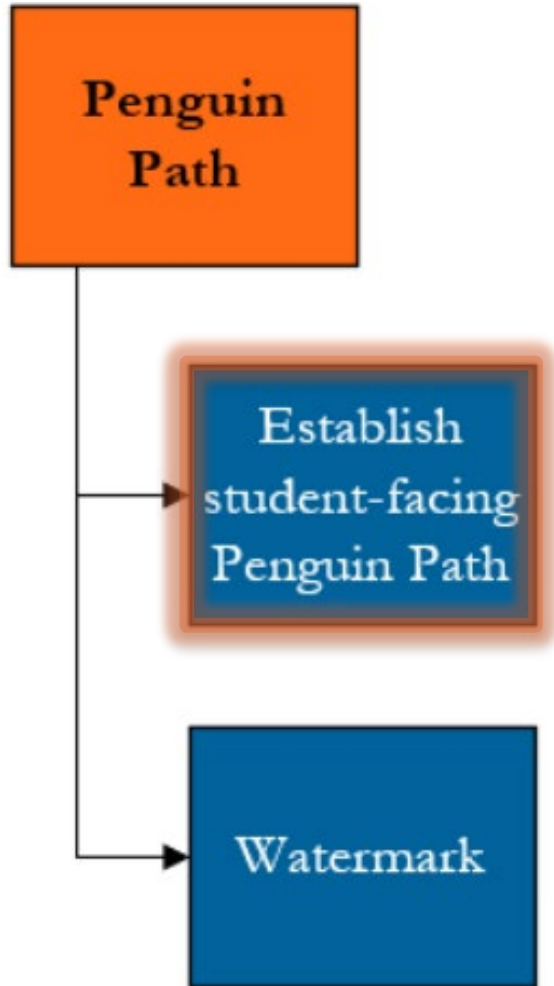 Penguin
Path
Establish
student-facing
Penguin Path
Watermark